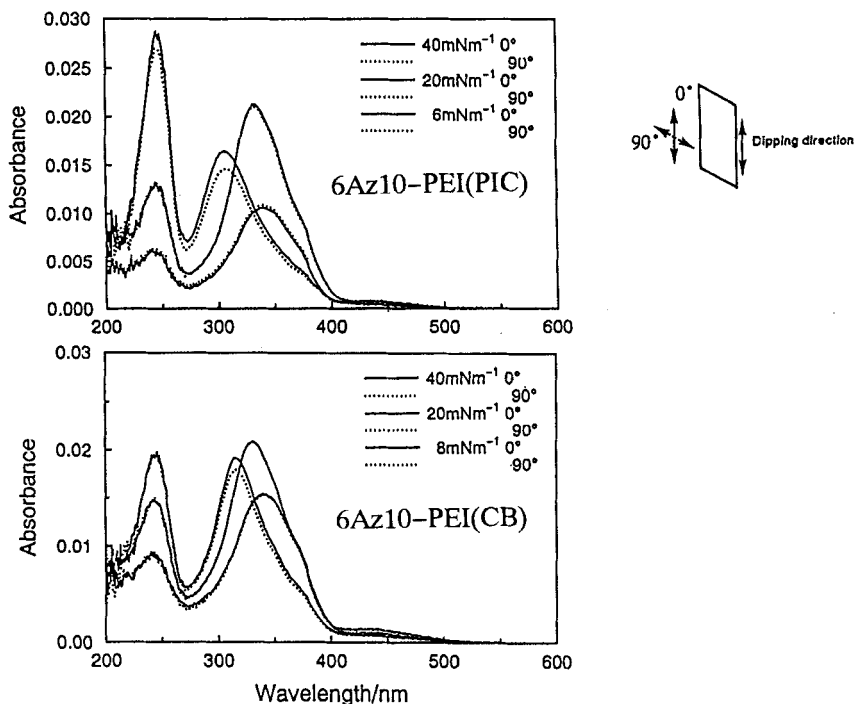 0.030
0.025
0.020
0.015
0.010
0.005
0.000
Absorbance
40mNm⁻¹ 0°
90°
20mNm⁻¹ 0°
90°
6mNm⁻¹ 0°
90°
6Az10-PEI(PIC)
200 300 400 500 600
0°
90°
Dipping direction
0.03
0.02
0.01
0.00
Absorbance
40mNm⁻¹ 0°
90°
20mNm⁻¹ 0°
90°
8mNm⁻¹ 0°
90°
6Az10-PEI(CB)
200 300 400 500 600
Wavelength/nm